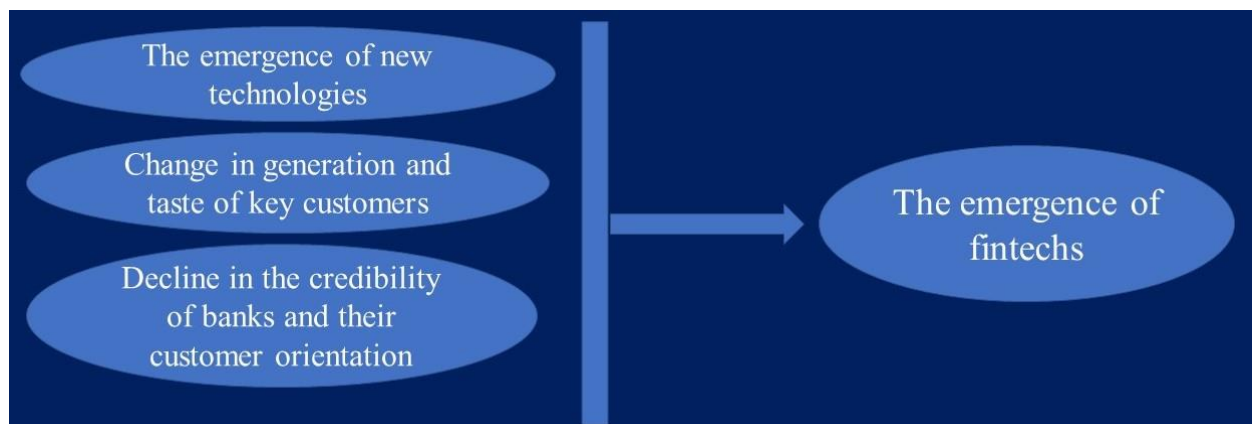 The emergence of new
technologies
Change in generation and
taste of key customers
Decline in the credibility
of banks and their
customer orientation
The emergence of
fintechs